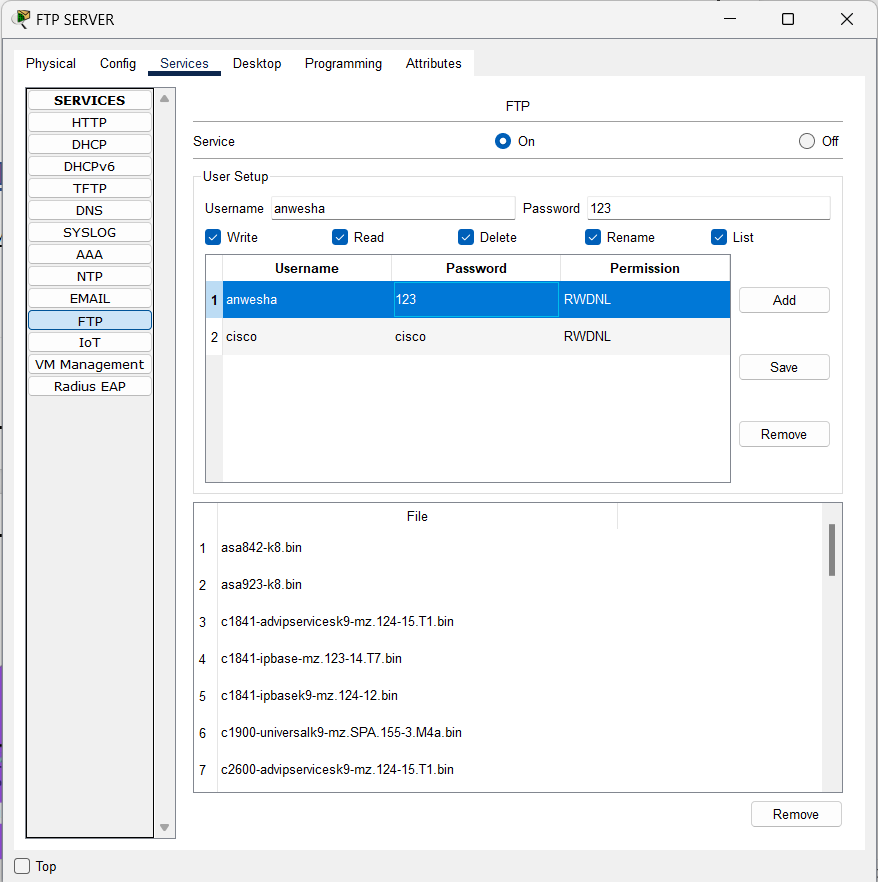 FTP SERVER
Physical Config Services Desktop Programming Attributes
SERVICES
HTTP
DHCP
DHCPv6
TFTP
DNS
SYSLOG
AAA
NTP
EMAIL
FTP
IoT
VM Management
Radius EAP
FTP
Service On Off
User Setup
Username anwesha Password 123
Write Read Delete Rename List
Username Password Permission
1 anwesha 123 RWDNL
2 cisco cisco RWDNL
Add
Save
Remove
File
1 asa842-k8.bin
2 asa923-k8.bin
3 c1841-advipservicesk9-mz.124-15.T1.bin
4 c1841-ipbase-mz.123-14.T7.bin
5 c1841-ipbasek9-mz.124-12.bin
6 c1900-universalk9-mz.SPA.155-3.M4a.bin
7 c2600-advipservicesk9-mz.124-15.T1.bin
Remove
Top